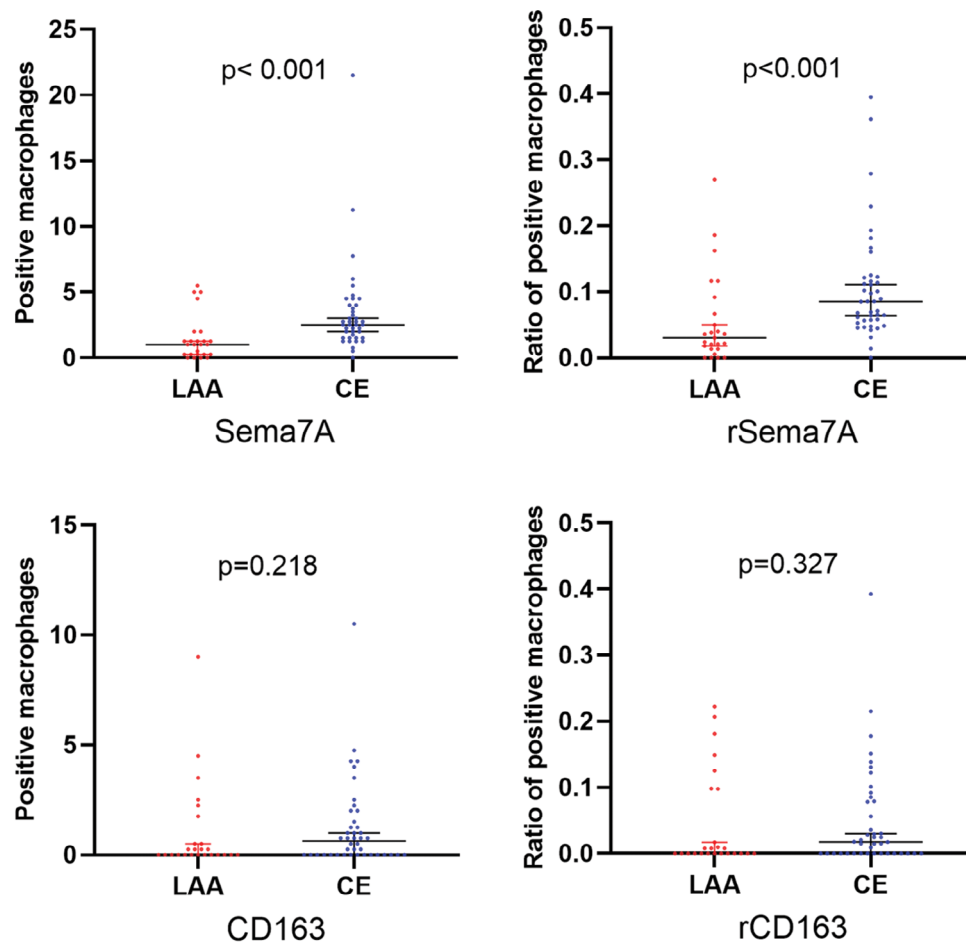 Positive macrophages
25
20
15
10
5
0
p< 0.001
LAA
CE
Sema7A
Ratio of positive macrophages
0.5
0.4
0.3
0.2
0.1
0.0
p<0.001
LAA
CE
rSema7A
Positive macrophages
15
10
5
0
p=0.218
LAA
CE
CD163
Ratio of positive macrophages
0.5
0.4
0.3
0.2
0.1
0.0
p=0.327
LAA
CE
rCD163